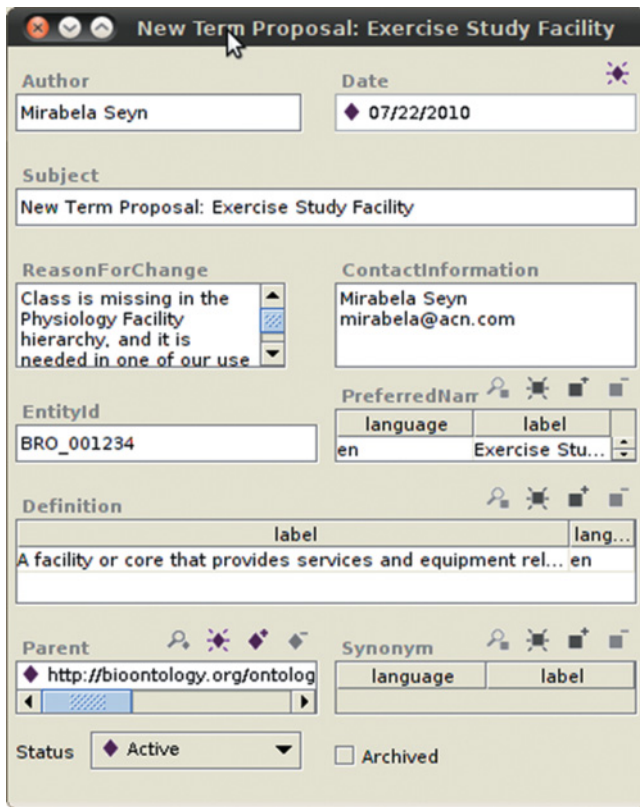 New Term Proposal: Exercise Study Facility
Author
Date
Mirabela Seyn
07/22/2010
Subject
New Term Proposal: Exercise Study Facility
ReasonForChange
ContactInformation
Class is missing in the
Physiology Facility
hierarchy, and it is
needed in one of our use
Mirabela Seyn
mirabela@acn.com
EntityId
PreferredNam
BRO_001234
language label
en Exercise Stu...
Definition
label lang...
A facility or core that provides services and equipment rel... en
Parent
Synonym
http://bioontology.org/ontolog
language label
Status Active
Archived